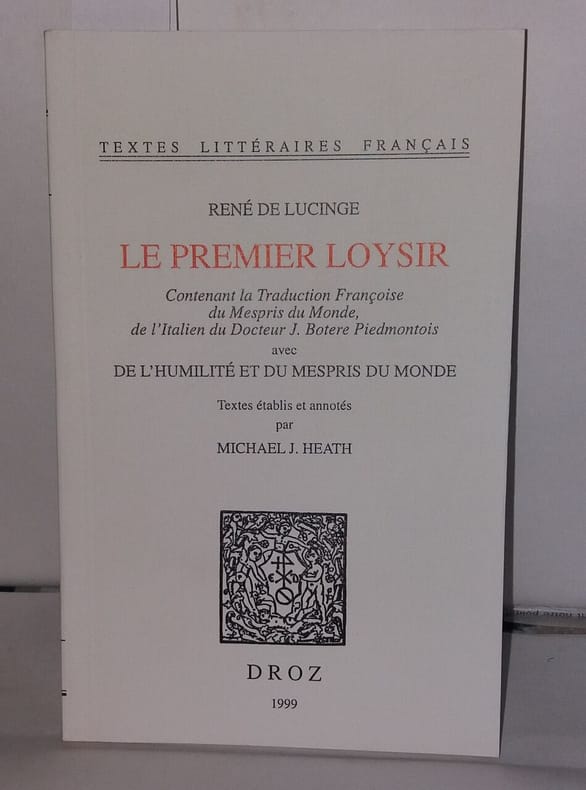 TEXTES LITTÉRAIRES FRANÇAIS
RENÉ DE LUCINGE
LE PREMIER LOYSIR
Contenant la Traduction Françoise
du Mespris du Monde,
de l'Italien du Docteur J. Botere Piedmontois
avec
DE L'HUMILITÉ ET DU MESPRIS DU MONDE
Textes établis et annotés
par
MICHAEL J. HEATH
DROZ
1999